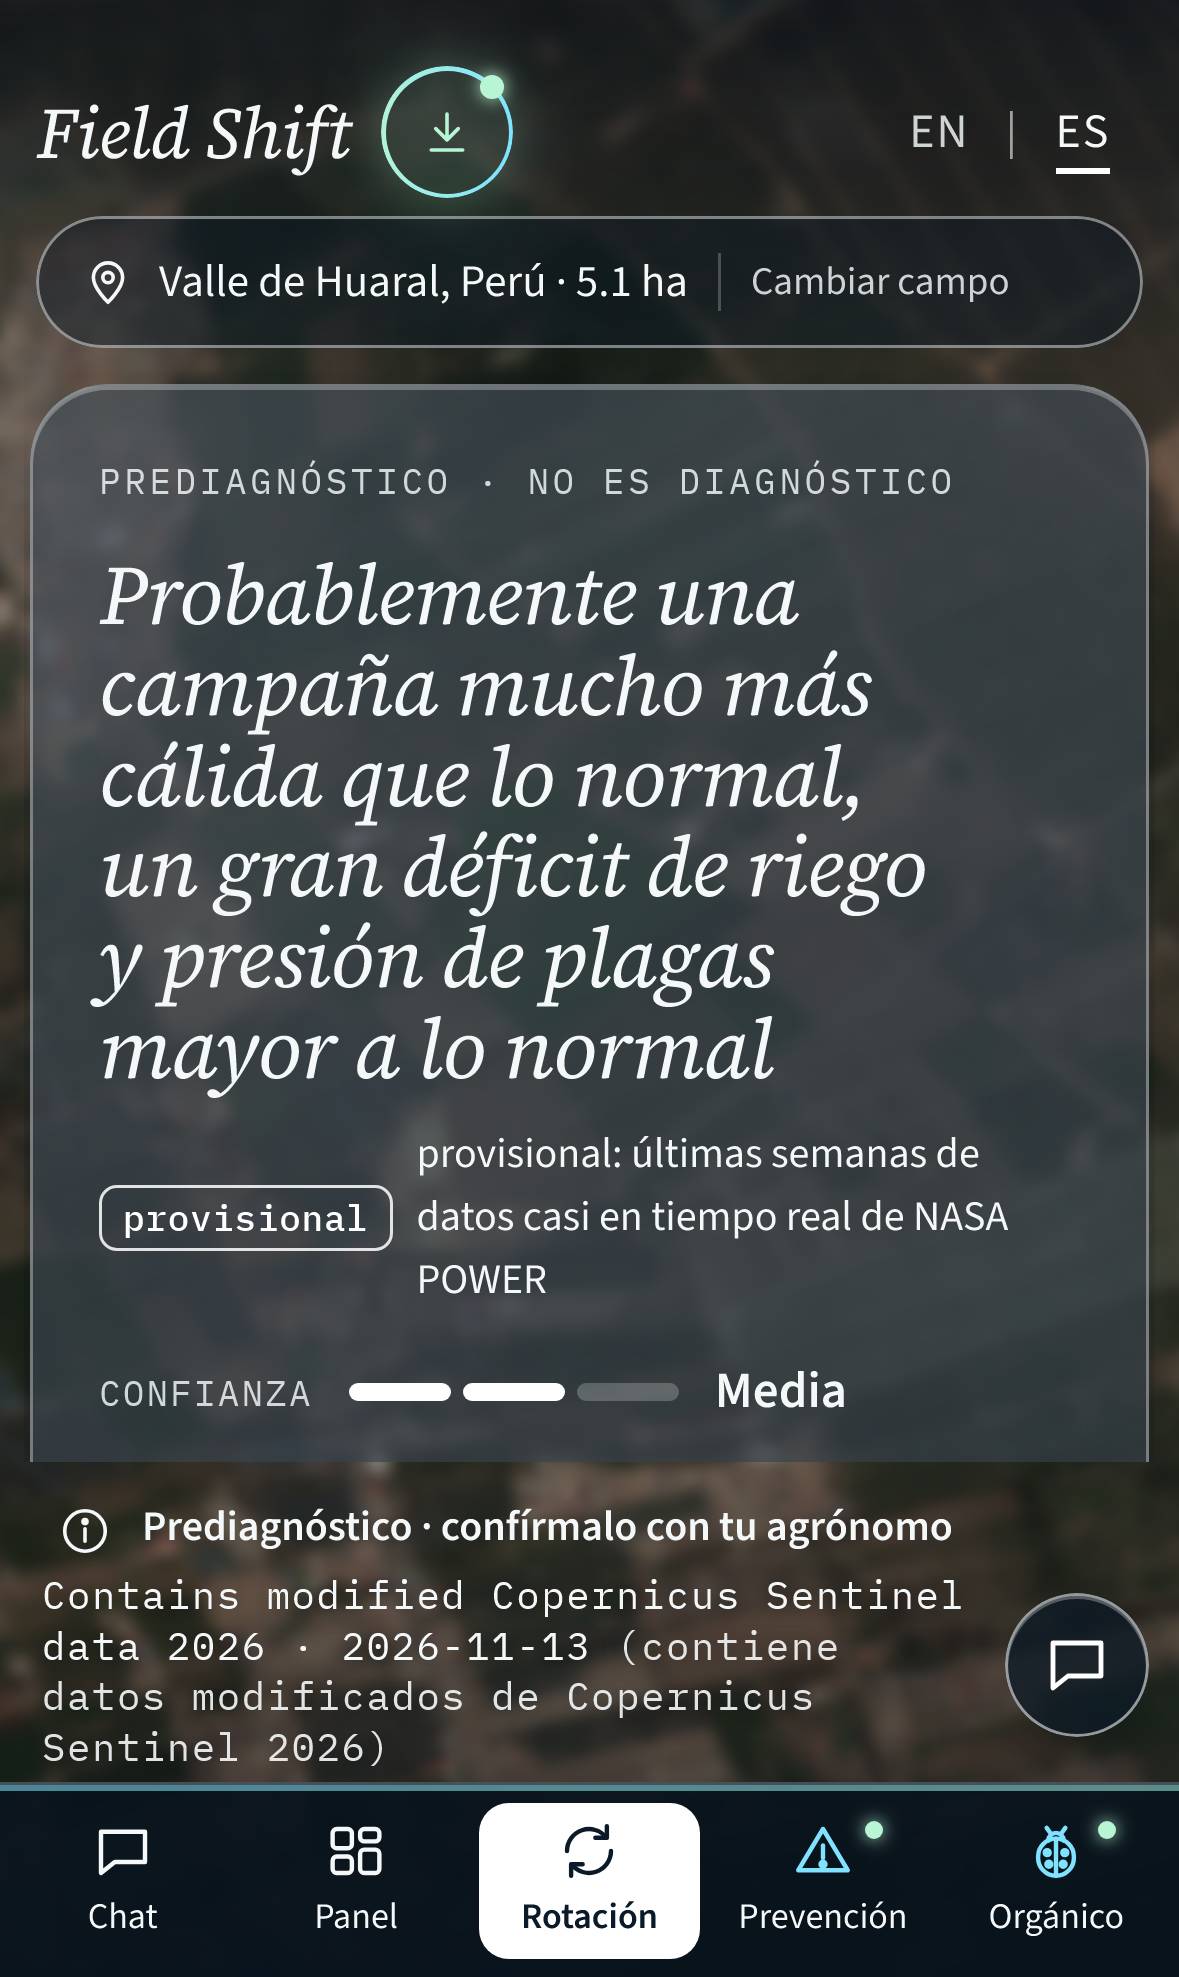 Field Shift
EN | ES
Valle de Huaral, Perú · 5.1 ha | Cambiar campo
PREDIAGNÓSTICO · NO ES DIAGNÓSTICO
Probablemente una
campaña mucho más
cálida que lo normal,
un gran déficit de riego
y presión de plagas
mayor a lo normal
provisional
provisional: últimas semanas de
datos casi en tiempo real de NASA
POWER
CONFIANZA Media
Prediagnóstico · confírmalo con tu agrónomo
Contains modified Copernicus Sentinel
data 2026 · 2026-11-13 (contiene
datos modificados de Copernicus
Sentinel 2026)
Chat Panel Rotación Prevención Orgánico